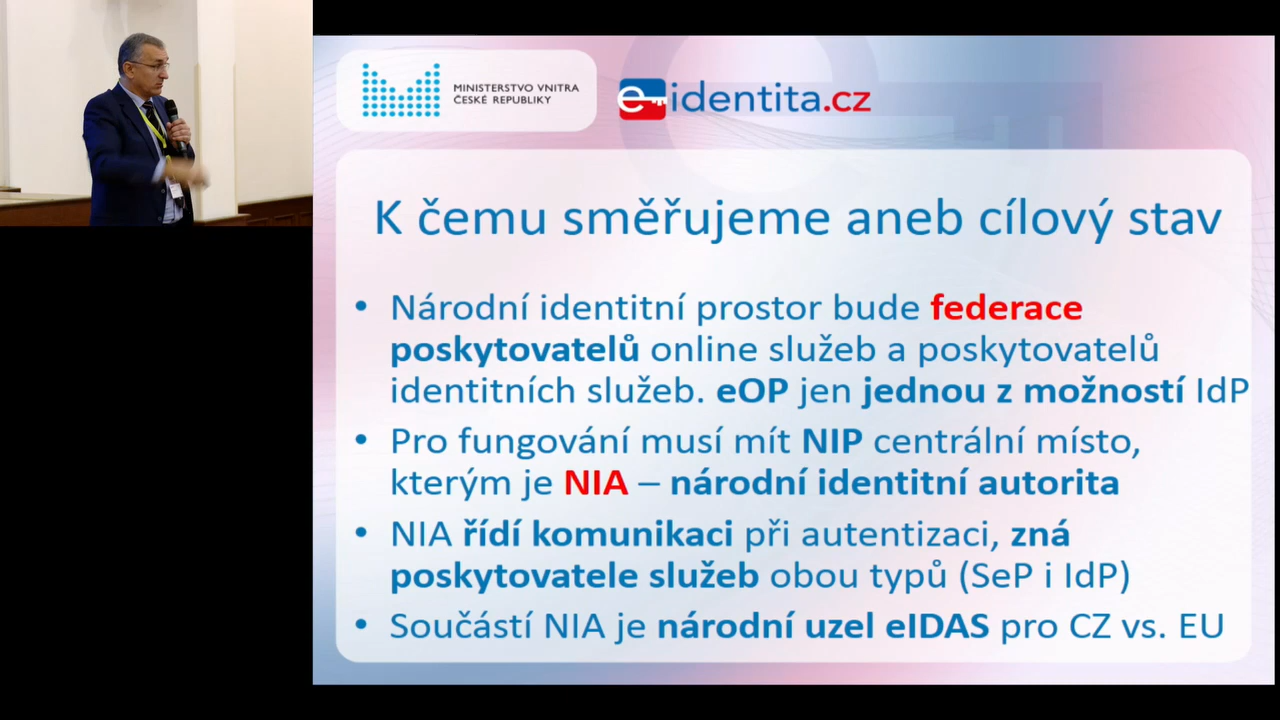 MINISTERSTVO VNITRA
ČESKÉ REPUBLIKY
e-identita.cz
K čemu směřujeme aneb cílový stav
• Národní identitní prostor bude federace
poskytovatelů online služeb a poskytovatelů
identitních služeb. eOP jen jednou z možností IdP
• Pro fungování musí mít NIP centrální místo,
kterým je NIA – národní identitní autorita
• NIA řídí komunikaci při autentizaci, zná
poskytovatele služeb obou typů (SeP i IdP)
• Součástí NIA je národní uzel eIDAS pro CZ vs. EU